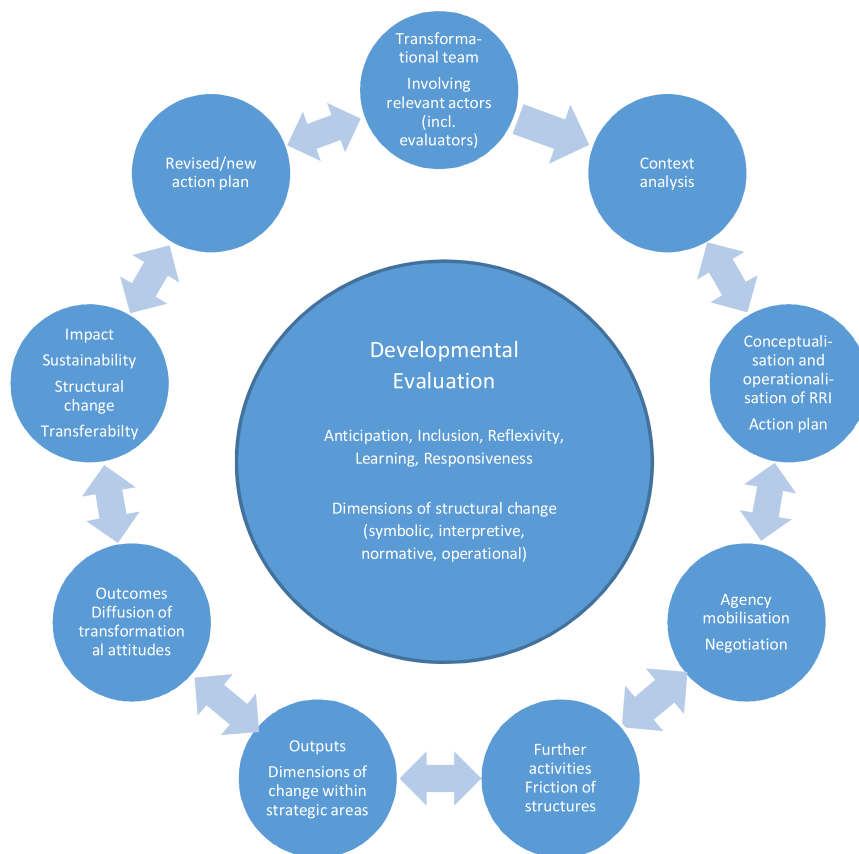 Transforma-
tional team
Involving
relevant actors
(incl.
evaluators)
Context
analysis
Conceptuali-
sation and
operationali-
sation of RRI
Action plan
Agency
mobilisation
Negotiation
Further
activities
Friction of
structures
Outputs
Dimensions of
change within
strategic areas
Outcomes
Diffusion of
transformation
al attitudes
Impact
Sustainability
Structural
change
Transferabilty
Revised/new
action plan
Developmental
Evaluation
Anticipation, Inclusion, Reflexivity,
Learning, Responsiveness
Dimensions of structural change
(symbolic, interpretive,
normative, operational)